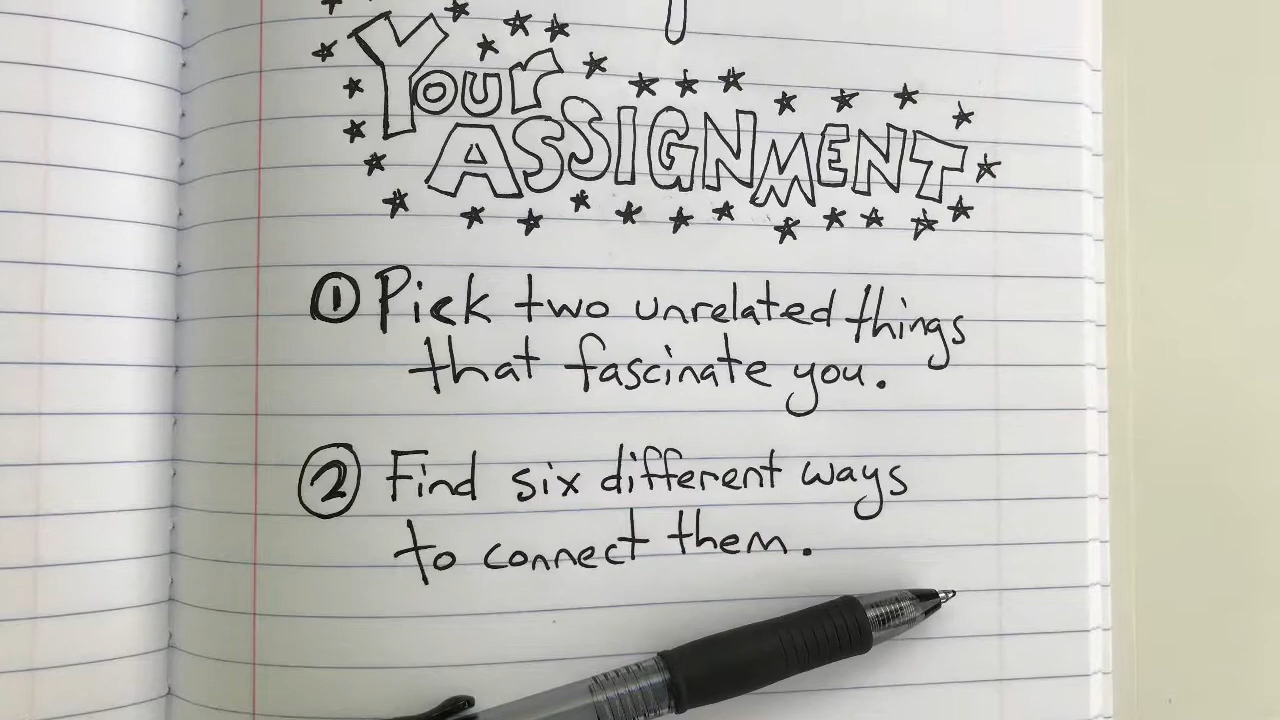 Your
ASSIGNMENT
1 Pick two unrelated things
that fascinate you.
2 Find six different ways
to connect them.